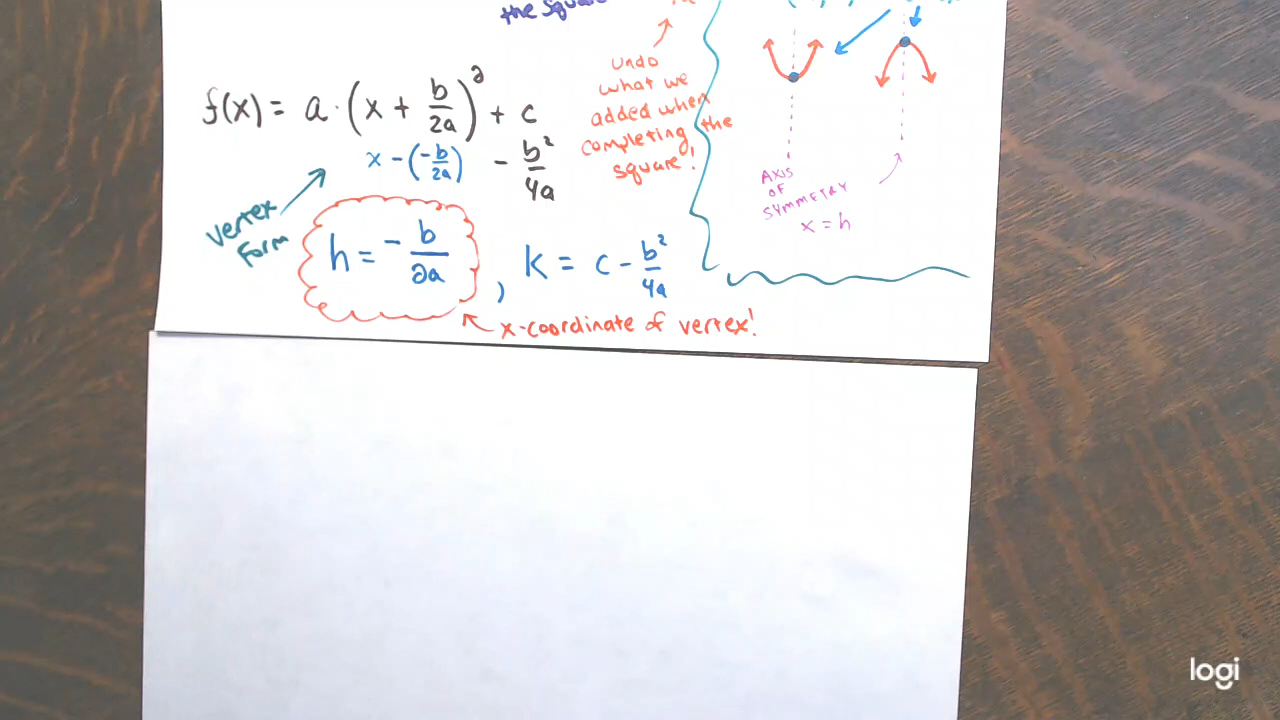 the square
f(x) = a · (x + b/2a)² + c
x - (-b/2a) - b²/4a
Vertex
Form
h = - b/2a , k = c - b²/4a
x-coordinate of vertex!
undo
what we
added when
completing the
square!
AXIS
OF
SYMMETRY
x = h
logi